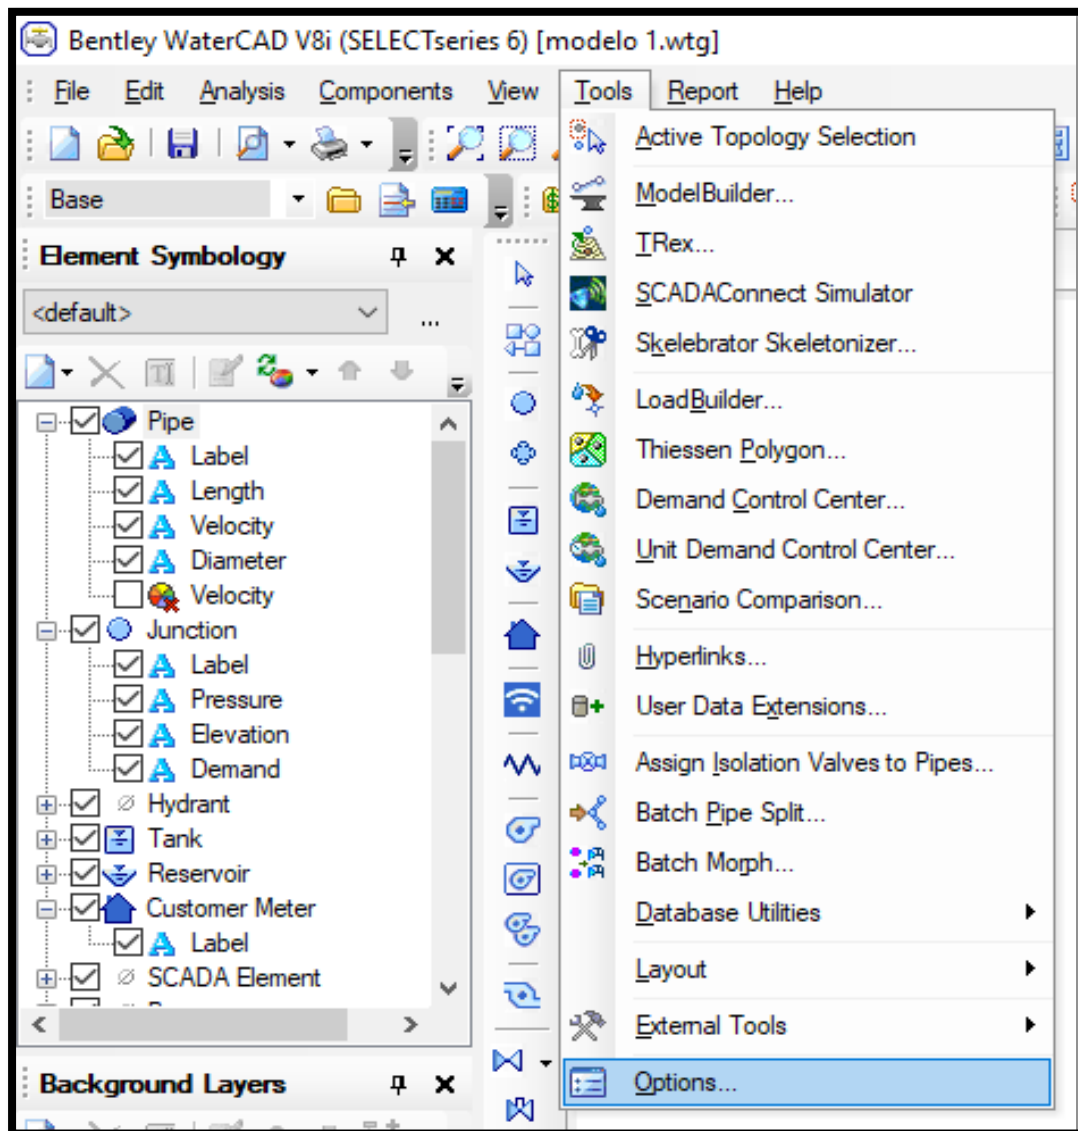 Bentley WaterCAD V8i (SELECTseries 6) [modelo 1.wtg]
File Edit Analysis Components View Tools Report Help
Base
Element Symbology
<default>
...
Pipe
Label
Length
Velocity
Diameter
Velocity
Junction
Label
Pressure
Elevation
Demand
Hydrant
Tank
Reservoir
Customer Meter
Label
SCADA Element
Background Layers
Active Topology Selection
ModelBuilder...
TRex...
SCADAConnect Simulator
Skelebrator Skeletonizer...
LoadBuilder...
Thiessen Polygon...
Demand Control Center...
Unit Demand Control Center...
Scenario Comparison...
Hyperlinks...
User Data Extensions...
Assign Isolation Valves to Pipes...
Batch Pipe Split...
Batch Morph...
Database Utilities
Layout
External Tools
Options...